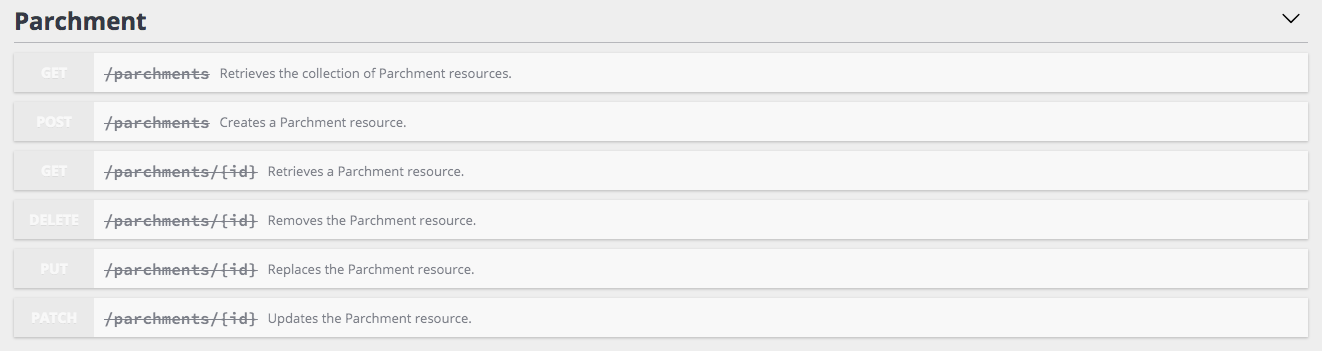 Parchment
GET /parchments Retrieves the collection of Parchment resources.
POST /parchments Creates a Parchment resource.
GET /parchments/{id} Retrieves a Parchment resource.
DELETE /parchments/{id} Removes the Parchment resource.
PUT /parchments/{id} Replaces the Parchment resource.
PATCH /parchments/{id} Updates the Parchment resource.